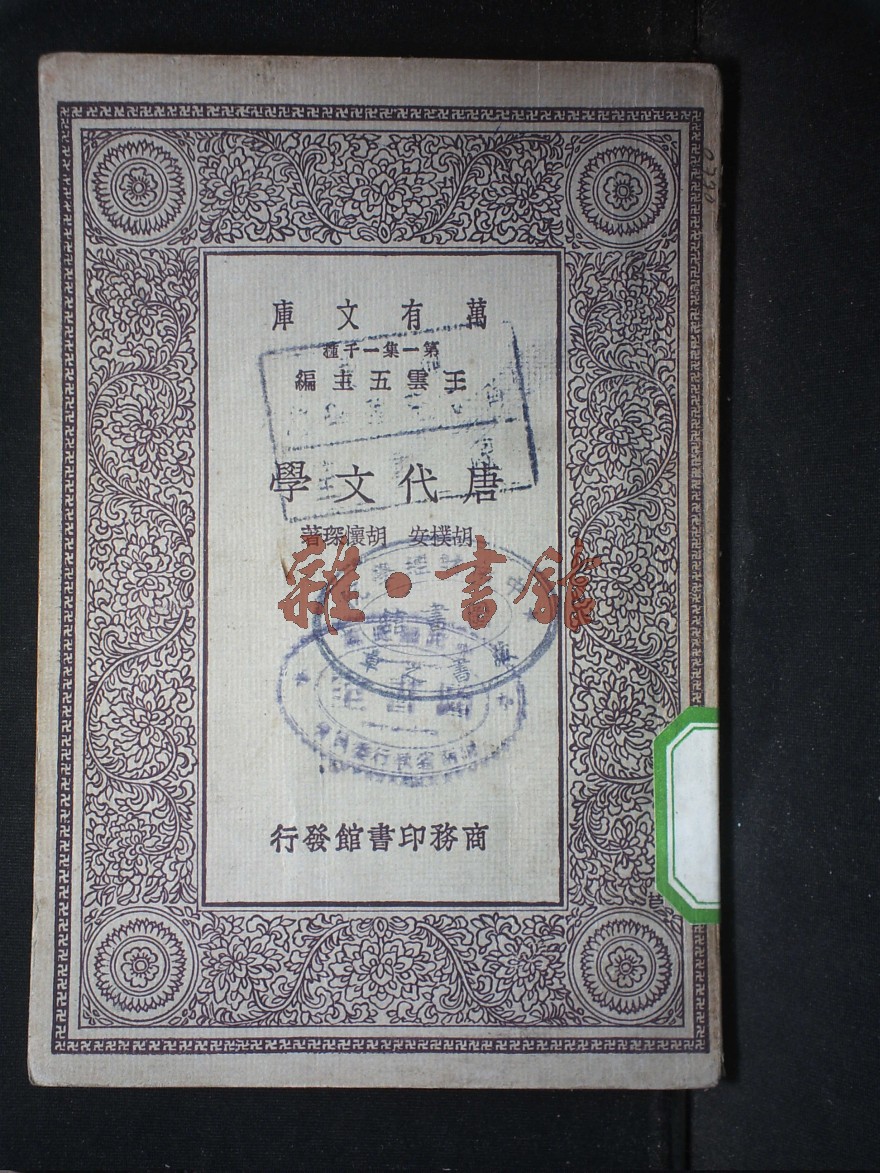 萬有文庫
第一集一千種
王雲五主編
唐代文學
胡樸安 胡懷琛著
雜·書館
商務印書館發行
0730